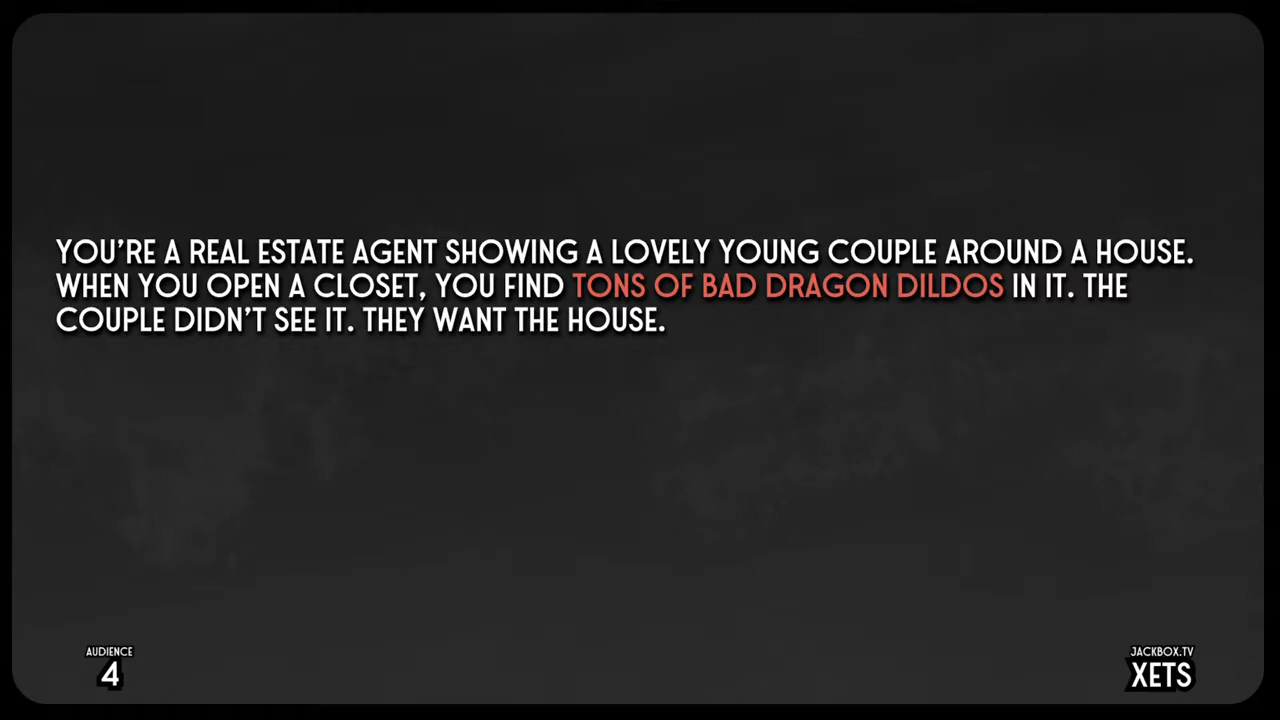 YOU'RE A REAL ESTATE AGENT SHOWING A LOVELY YOUNG COUPLE AROUND A HOUSE.
WHEN YOU OPEN A CLOSET, YOU FIND TONS OF BAD DRAGON DILDOS IN IT. THE
COUPLE DIDN'T SEE IT. THEY WANT THE HOUSE.
AUDIENCE
4
JACKBOX.TV
XETS